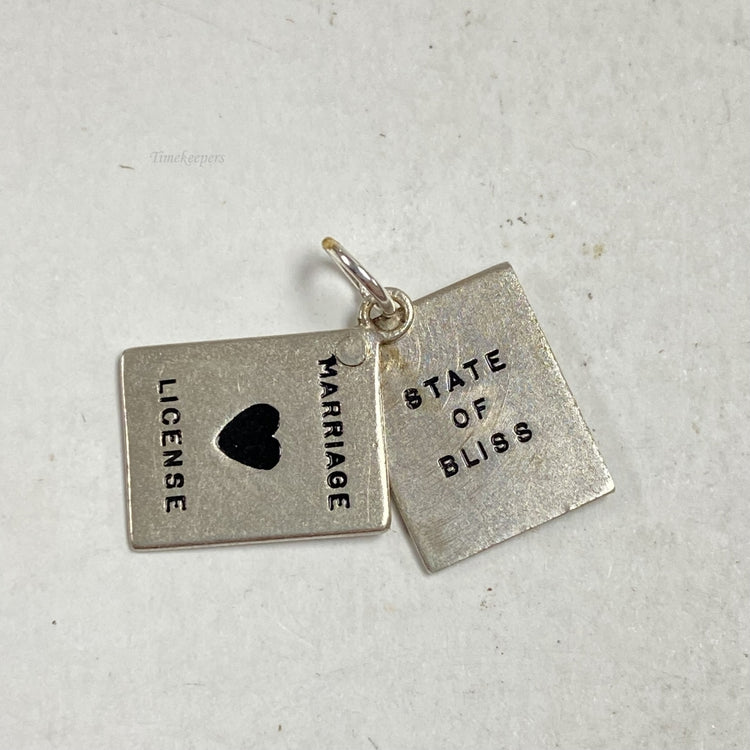 Timekeepers
MARRIAGE
LICENSE
STATE
OF
BLISS